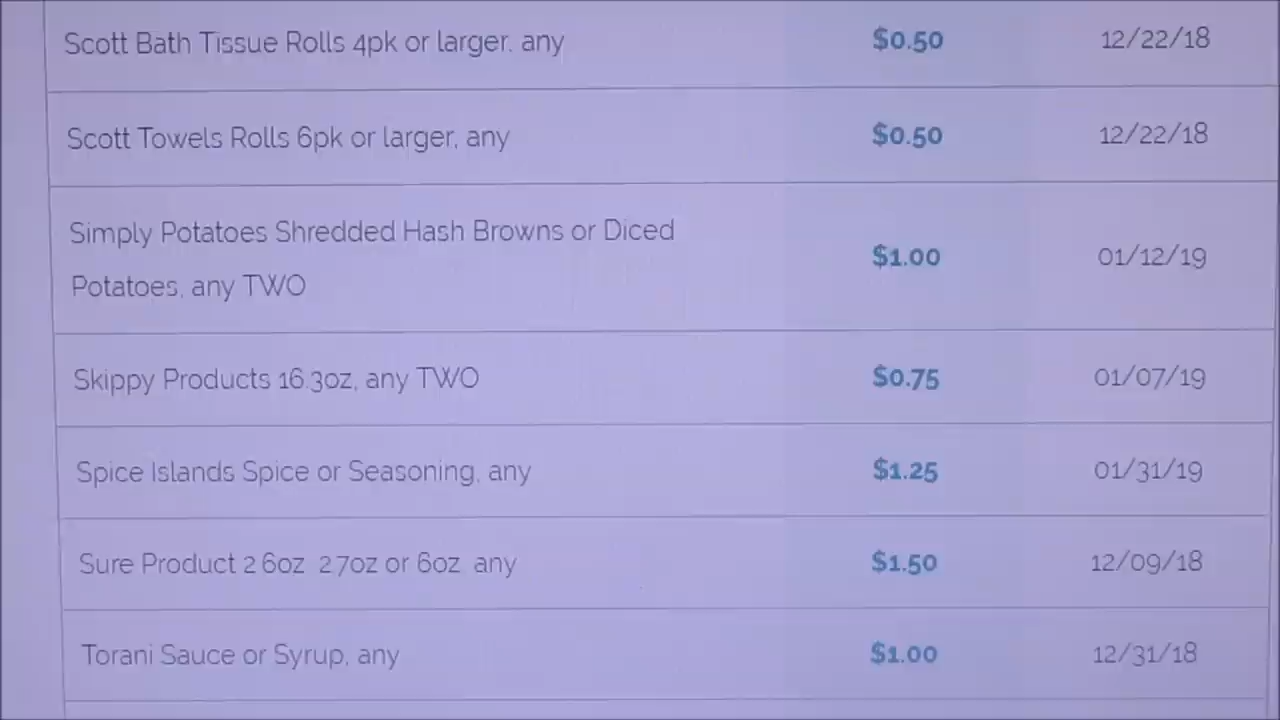 Scott Bath Tissue Rolls 4pk or larger, any $0.50 12/22/18
Scott Towels Rolls 6pk or larger, any $0.50 12/22/18
Simply Potatoes Shredded Hash Browns or Diced
Potatoes, any TWO $1.00 01/12/19
Skippy Products 16.3oz, any TWO $0.75 01/07/19
Spice Islands Spice or Seasoning, any $1.25 01/31/19
Sure Product 2.6oz 2.7oz or 6oz any $1.50 12/09/18
Torani Sauce or Syrup, any $1.00 12/31/18